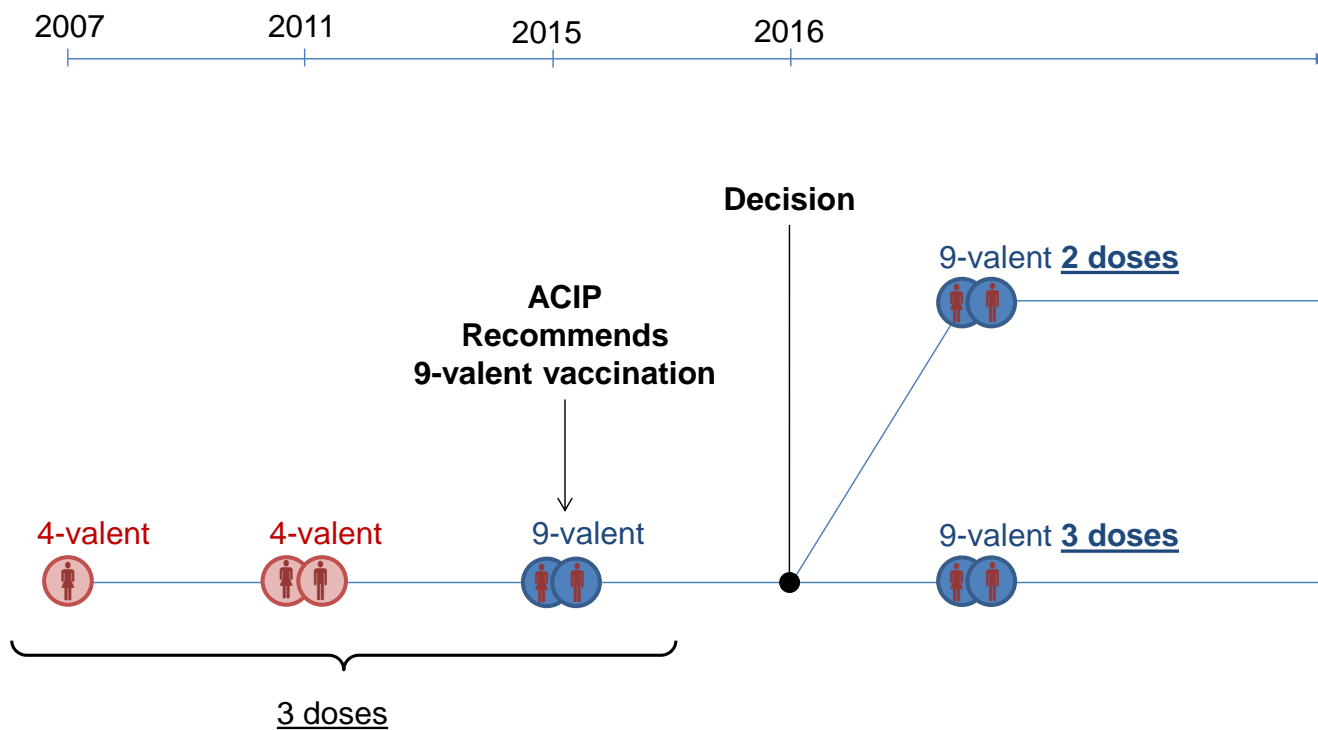 2007
2011
2015
2016
Decision
9-valent 2 doses
ACIP
Recommends
9-valent vaccination
4-valent
4-valent
9-valent
9-valent 3 doses
3 doses